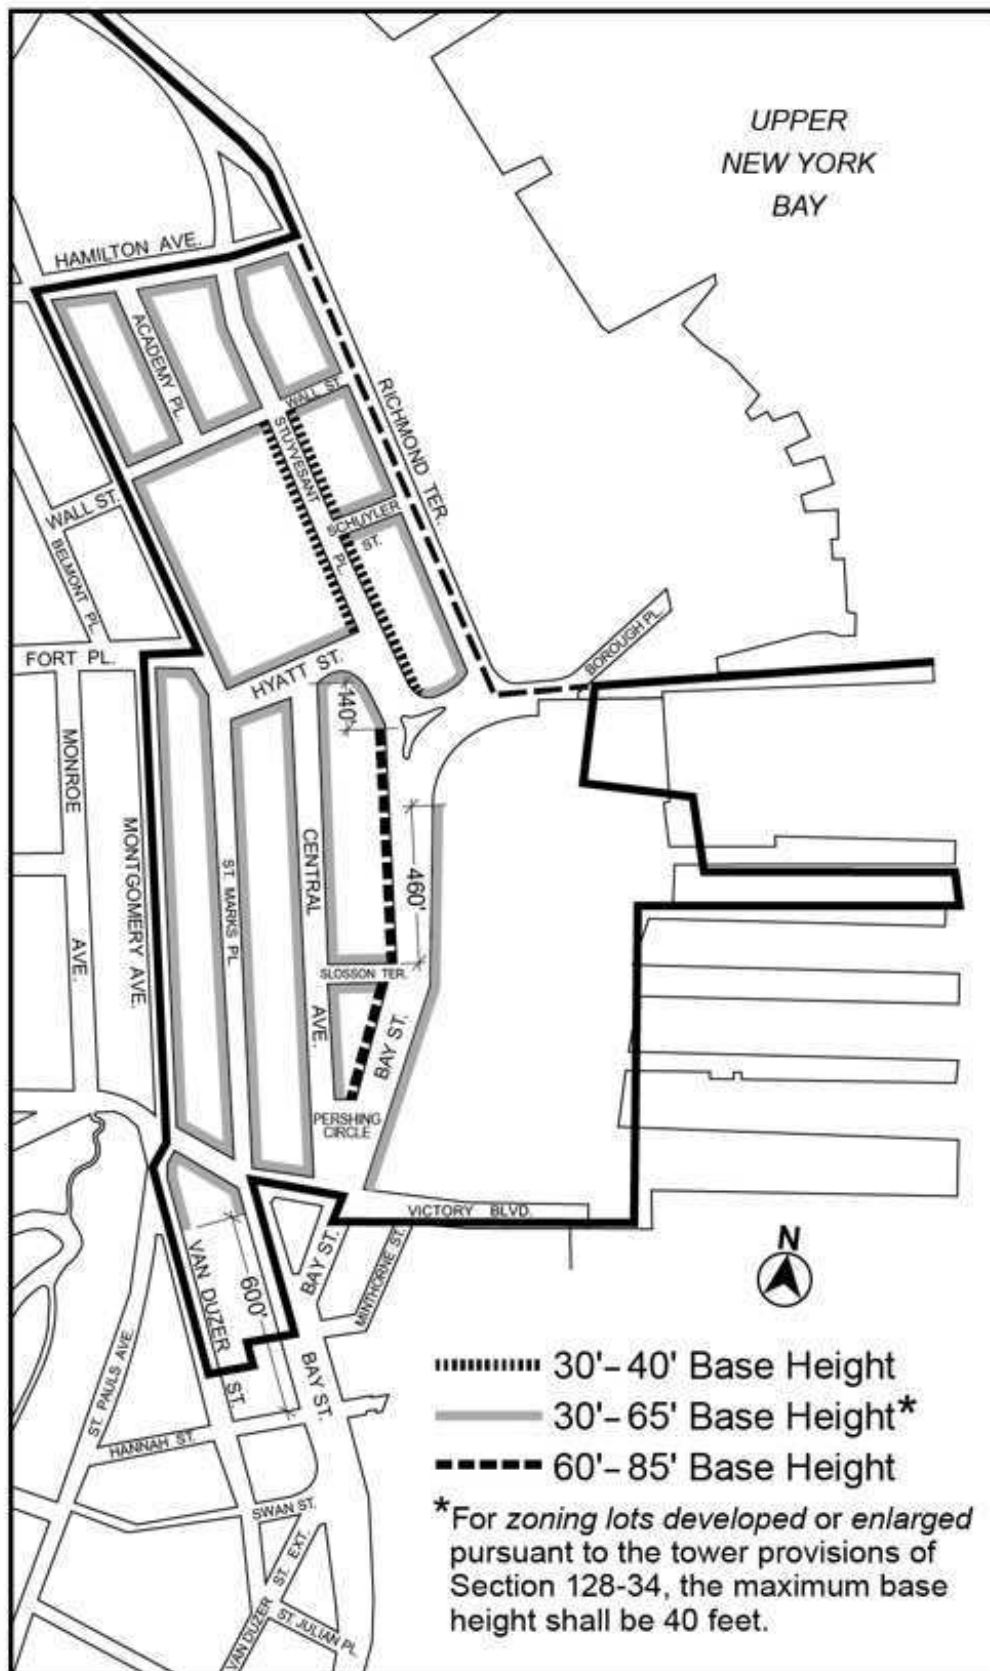 UPPER
NEW YORK
BAY
HAMILTON AVE.
ACADEMY PL.
WALL ST.
RICHMOND TER.
STUYVESANT
PL.
SCHUYLER
ST.
WALL ST.
BELMONT PL.
FORT PL.
HYATT ST.
BOROUGH PL.
140'
MONROE
AVE.
MONTGOMERY AVE.
ST. MARKS PL.
CENTRAL
AVE.
460'
SLOSSON TER.
BAY ST.
PERSHING
CIRCLE
VICTORY BLVD.
VAN DUZER
ST.
600'
BAY ST.
MINTHORNE ST.
BAY ST.
ST. PAULS AVE.
HANNAH ST.
SWAN ST.
VAN DUZER ST. EXT.
ST. JULIAN PL.
N
30'-40' Base Height
30'-65' Base Height*
60'-85' Base Height
*For zoning lots developed or enlarged
pursuant to the tower provisions of
Section 128-34, the maximum base
height shall be 40 feet.